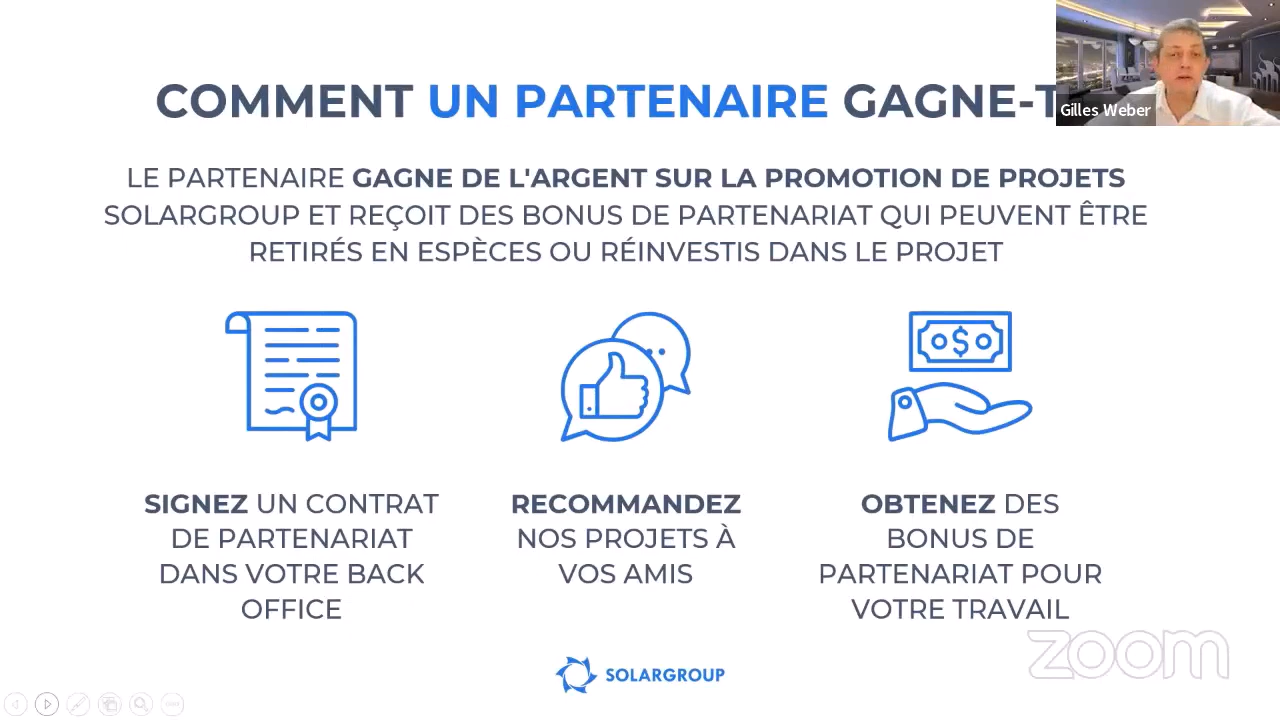 COMMENT UN PARTENAIRE GAGNE-T
Gilles Weber
LE PARTENAIRE GAGNE DE L'ARGENT SUR LA PROMOTION DE PROJETS
SOLARGROUP ET REÇOIT DES BONUS DE PARTENARIAT QUI PEUVENT ÊTRE
RETIRÉS EN ESPÈCES OU RÉINVESTIS DANS LE PROJET
SIGNEZ UN CONTRAT
DE PARTENARIAT
DANS VOTRE BACK
OFFICE
RECOMMANDEZ
NOS PROJETS À
VOS AMIS
OBTENEZ DES
BONUS DE
PARTENARIAT POUR
VOTRE TRAVAIL
zoom
SOLARGROUP